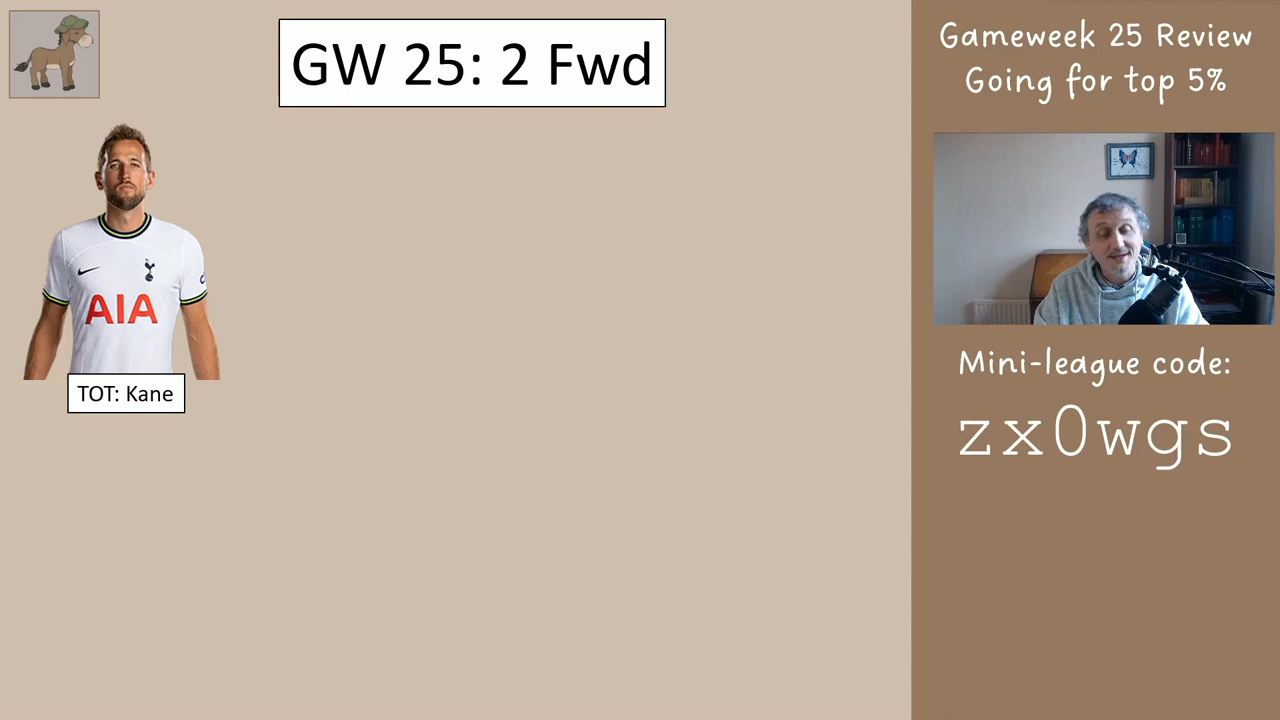 GW 25: 2 Fwd
AIA
TOT: Kane
Gameweek 25 Review
Going for top 5%
Mini-league code:
zx0wgs